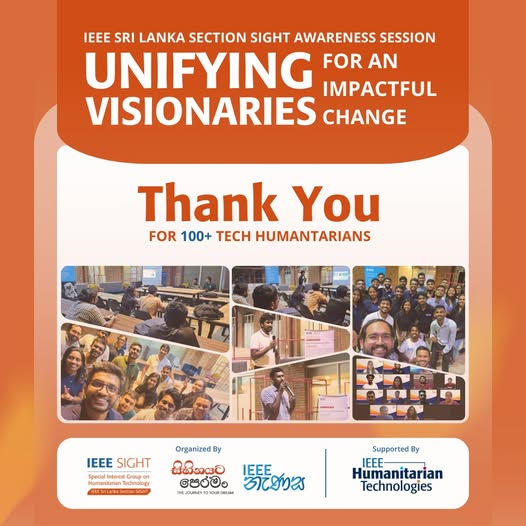 IEEE SRI LANKA SECTION SIGHT AWARENESS SESSION
UNIFYING
VISIONARIES
FOR AN
IMPACTFUL
CHANGE
Thank You
FOR 100+ TECH HUMANTARIANS
Organized By
IEEE SIGHT
Special Interest Group on
Humanitarian Technology
IEEE Sri Lanka Section SIGHT
සිහිනයට
පෙරමං
THE JOURNEY TO YOUR DREAM
IEEE
නැණස
Supported By
IEEE
Humanitarian
Technologies